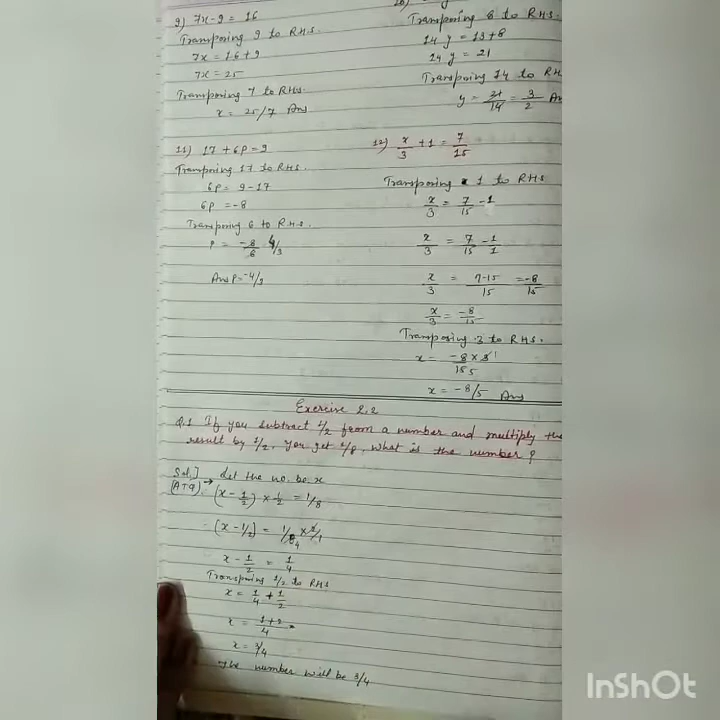 9) 7x-9 = 16
Transposing 9 to RHS.
7x = 16+9
7x = 25
Transposing 7 to RHS.
x = 25/7 Ans
Transposing 8 to RHS.
14 y = 13+8
14 y = 21
Transposing 14 to RH
y = 21/14 = 3/2 An
11) 17 + 6P = 9
Transposing 17 to RHS.
6P = 9-17
6P = -8
Transposing 6 to RHS.
P = -8/6 4/3
Ans P = -4/3
12) x/3 + 1 = 7/15
Transposing 1 to RHS
x/3 = 7/15 - 1
x/3 = 7/15 - 1/1
x/3 = 7-15/15 = -8/15
x/3 = -8/15
Transposing 3 to RHS.
x = -8 × 3 1/15 5
x = -8/5 Ans
Exercise 2.2
Q.1 If you subtract 1/2 from a number and multiply the
result by 1/2, you get 1/8, what is the number ?
Sol.] Let the no. be x
(ATQ) → (x - 1/2) × 1/2 = 1/8
(x - 1/2) = 1/8 4 × 2/1
x - 1/2 = 1/4
Transposing 1/2 to RHS
x = 1/4 + 1/2
x = 1+2/4
x = 3/4
The number will be 3/4
InShOt